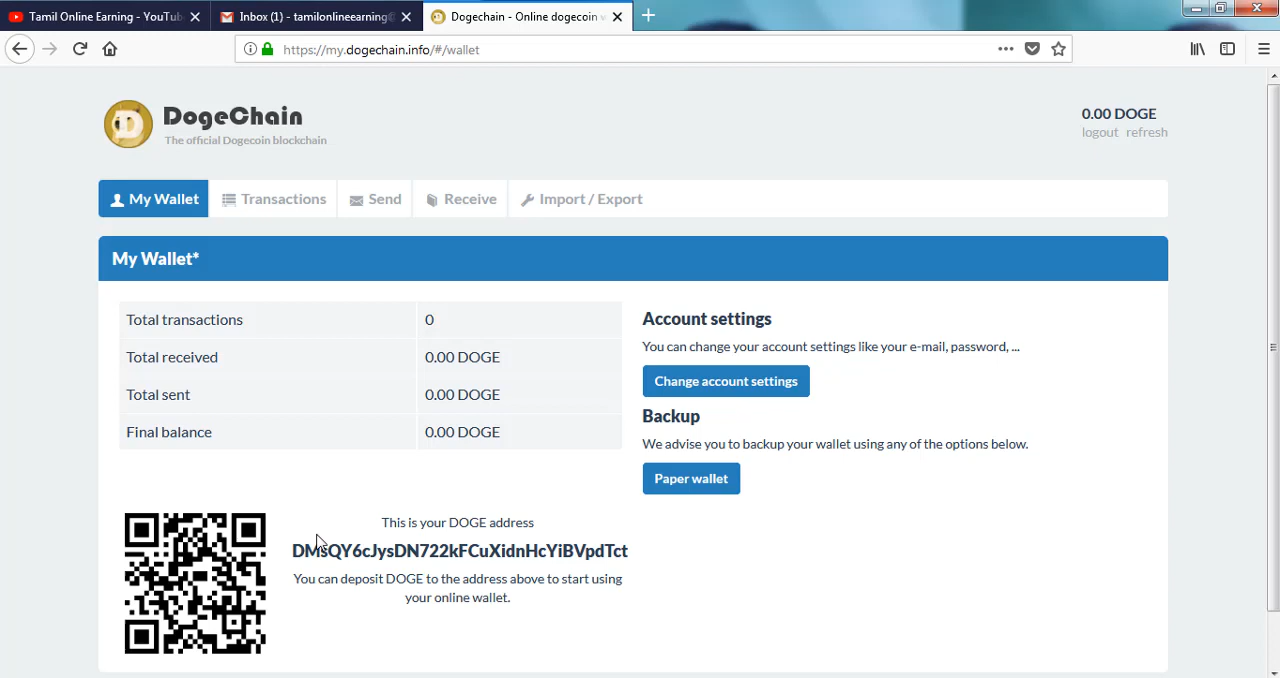 Tamil Online Earning - YouTub
Inbox (1) - tamilonlineearning@
Dogechain - Online dogecoin
https://my.dogechain.info/#/wallet
DogeChain
The official Dogecoin blockchain
0.00 DOGE
logout refresh
My Wallet Transactions Send Receive Import / Export
My Wallet*
Total transactions 0
Total received 0.00 DOGE
Total sent 0.00 DOGE
Final balance 0.00 DOGE
Account settings
You can change your account settings like your e-mail, password, ...
Change account settings
Backup
We advise you to backup your wallet using any of the options below.
Paper wallet
This is your DOGE address
DMsQY6cJysDN722kFCuXidnHcYiBVpdTct
You can deposit DOGE to the address above to start using
your online wallet.